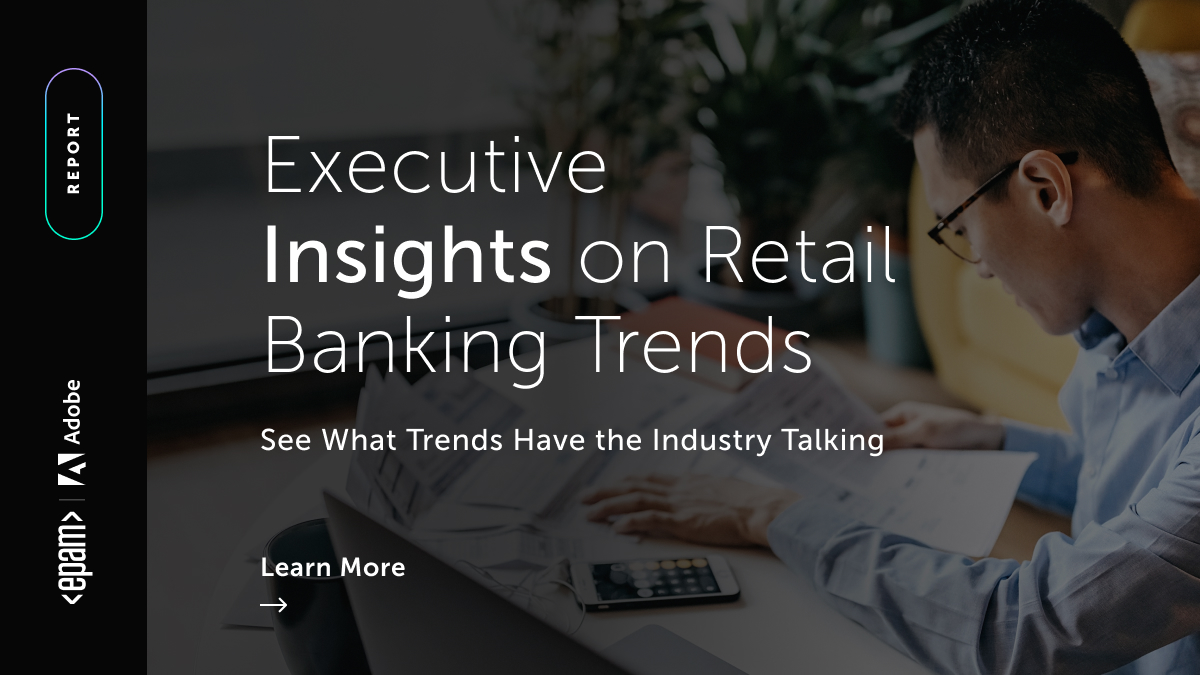 REPORT
<epam> | Adobe
Executive
Insights on Retail
Banking Trends
See What Trends Have the Industry Talking
Learn More
→